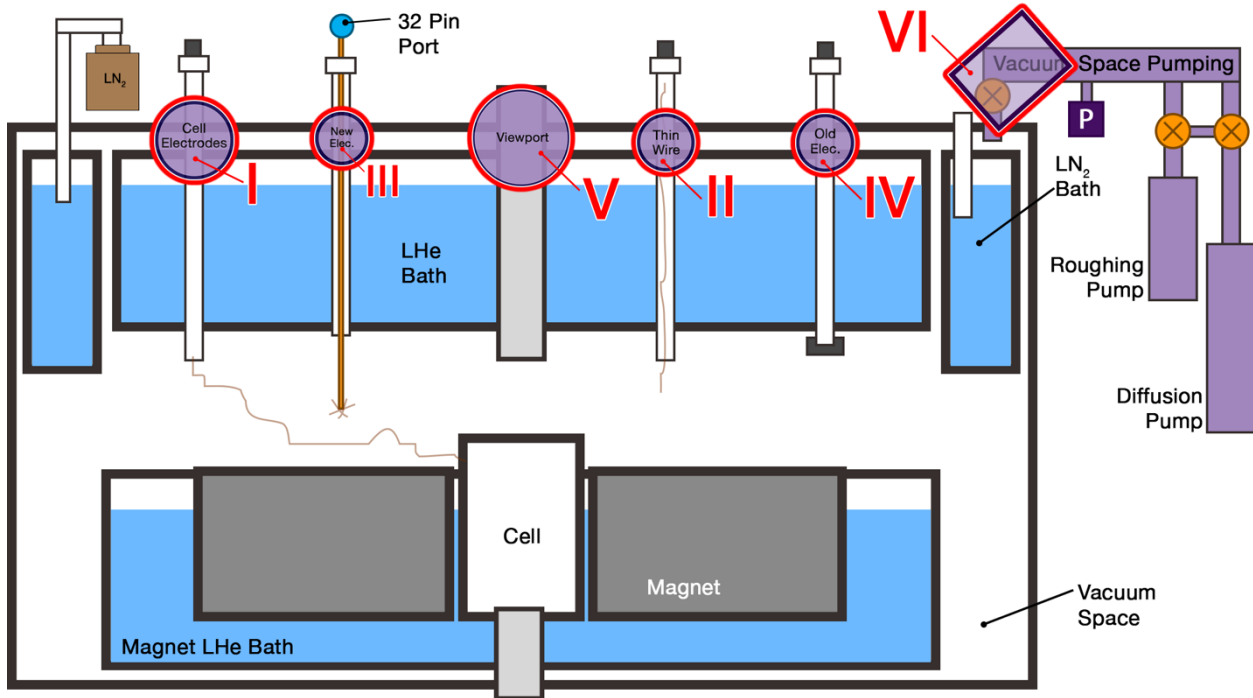 32 Pin
Port
LN₂
Cell
Electrodes
I
New
Elec.
III
Viewport
V
Thin
Wire
II
Old
Elec.
IV
VI
Vacuum Space Pumping
P
LN₂
Bath
LHe
Bath
Roughing
Pump
Diffusion
Pump
Cell
Magnet
Magnet LHe Bath
Vacuum
Space